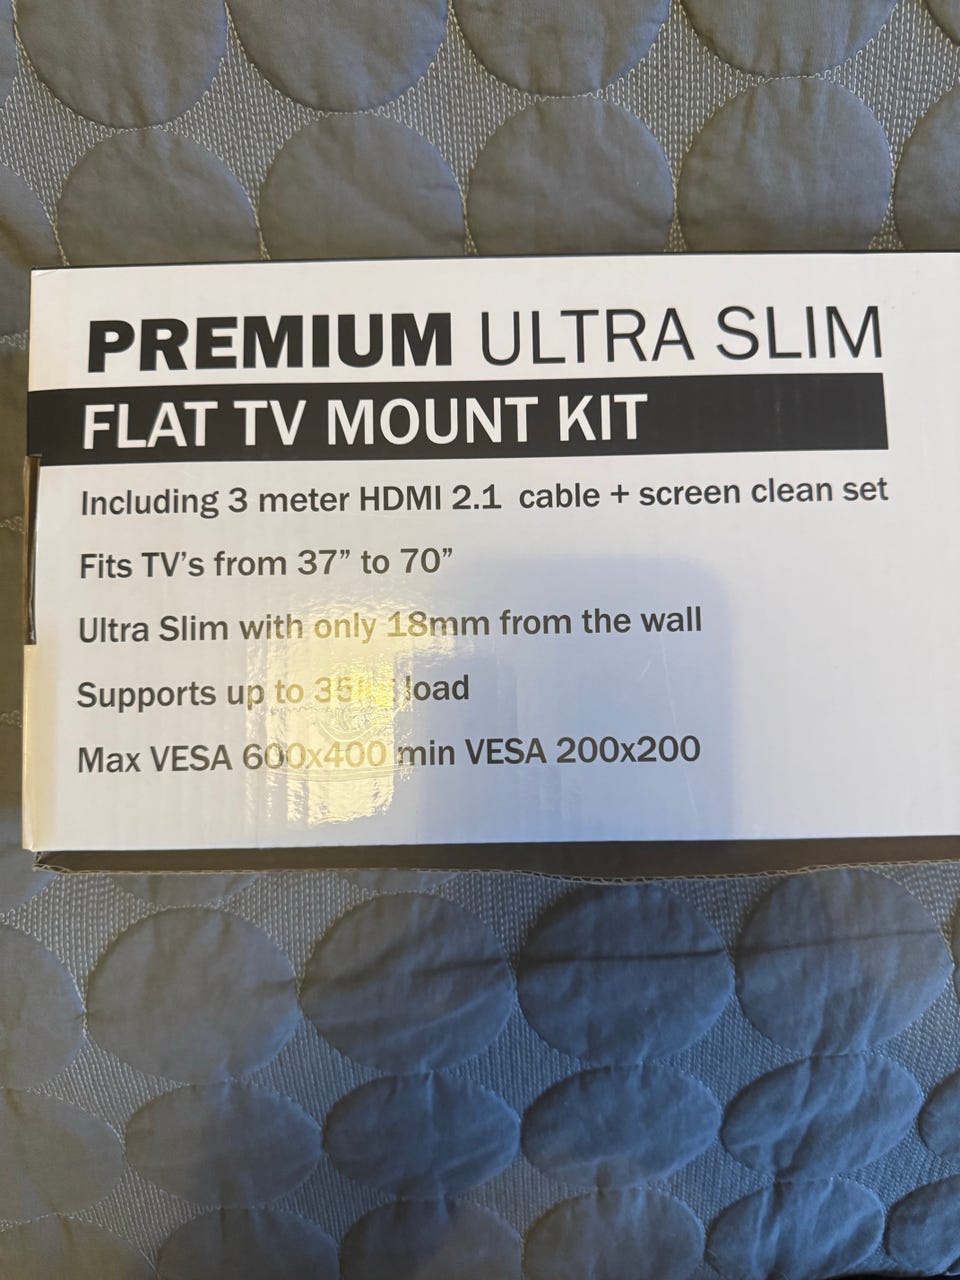 PREMIUM ULTRA SLIM
FLAT TV MOUNT KIT
Including 3 meter HDMI 2.1 cable + screen clean set
Fits TV's from 37” to 70”
Ultra Slim with only 18mm from the wall
Supports up to load
Max VESA 600x400 min VESA 200x200